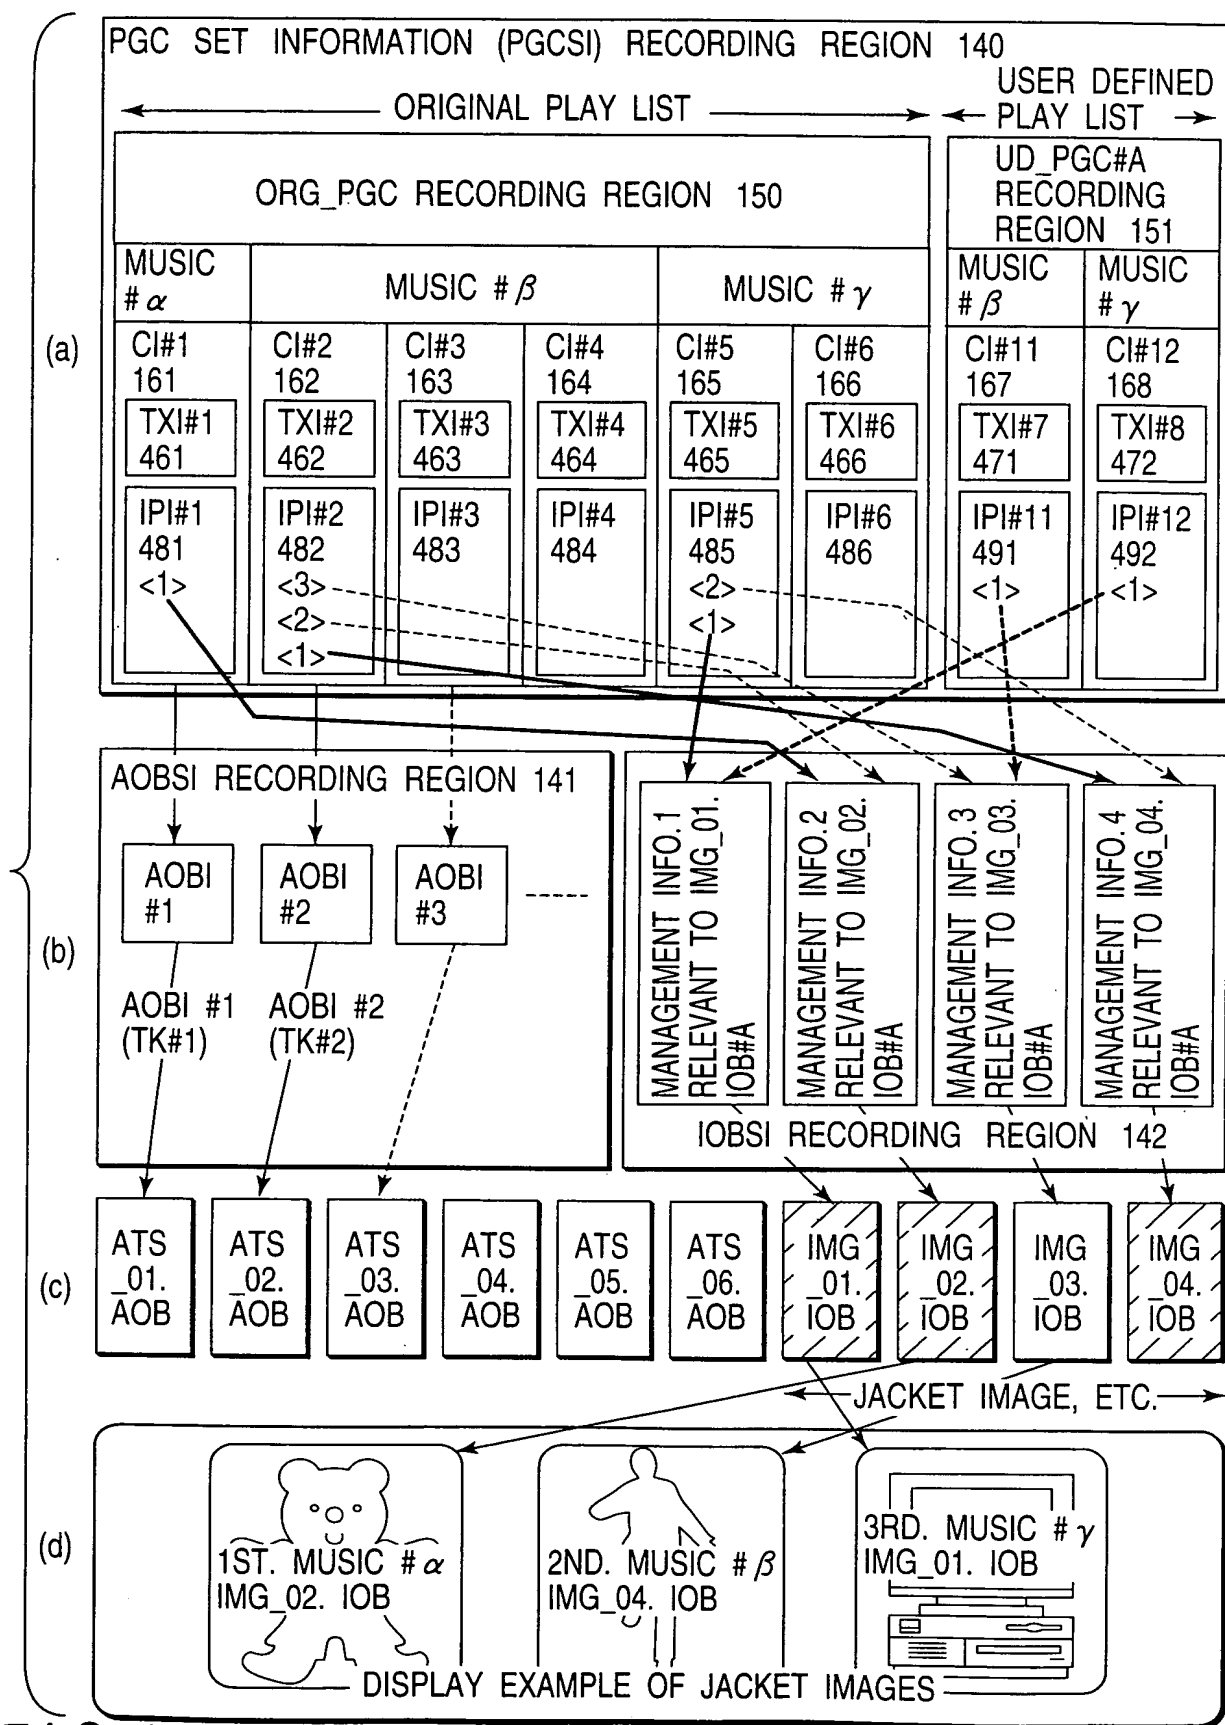 PGC SET INFORMATION (PGCSI) RECORDING REGION 140
ORIGINAL PLAY LIST
USER DEFINED
PLAY LIST
ORG_PGC RECORDING REGION 150
UD_PGC#A
RECORDING
REGION 151
MUSIC
# α
MUSIC # β
MUSIC # γ
MUSIC
# β
MUSIC
# γ
(a)
CI#1
161
CI#2
162
CI#3
163
CI#4
164
CI#5
165
CI#6
166
CI#11
167
CI#12
168
TXI#1
461
TXI#2
462
TXI#3
463
TXI#4
464
TXI#5
465
TXI#6
466
TXI#7
471
TXI#8
472
IPI#1
481
<1>
IPI#2
482
<3>
<2>
<1>
IPI#3
483
IPI#4
484
IPI#5
485
<2>
<1>
IPI#6
486
IPI#11
491
<1>
IPI#12
492
<1>
(b)
AOBSI RECORDING REGION 141
AOBI
#1
AOBI
#2
AOBI
#3
AOBI #1
(TK#1)
AOBI #2
(TK#2)
MANAGEMENT INFO.1
RELEVANT TO IMG_01.
IOB#A
MANAGEMENT INFO.2
RELEVANT TO IMG_02.
IOB#A
MANAGEMENT INFO.3
RELEVANT TO IMG_03.
IOB#A
MANAGEMENT INFO.4
RELEVANT TO IMG_04.
IOB#A
IOBSI RECORDING REGION 142
(c)
ATS
_01.
AOB
ATS
_02.
AOB
ATS
_03.
AOB
ATS
_04.
AOB
ATS
_05.
AOB
ATS
_06.
AOB
IMG
_01.
IOB
IMG
_02.
IOB
IMG
_03.
IOB
IMG
_04.
IOB
JACKET IMAGE, ETC.
(d)
1ST. MUSIC # α
IMG_02. IOB
2ND. MUSIC # β
IMG_04. IOB
3RD. MUSIC # γ
IMG_01. IOB
DISPLAY EXAMPLE OF JACKET IMAGES